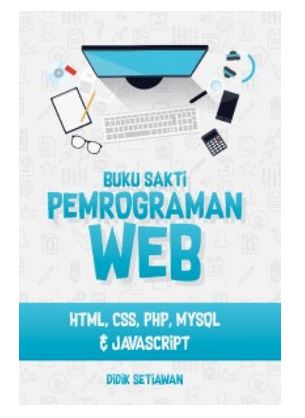 BUKU SAKTI
PEMROGRAMAN
WEB
HTML, CSS, PHP, MYSQL
& JAVASCRIPT
DIDIK SETIAWAN